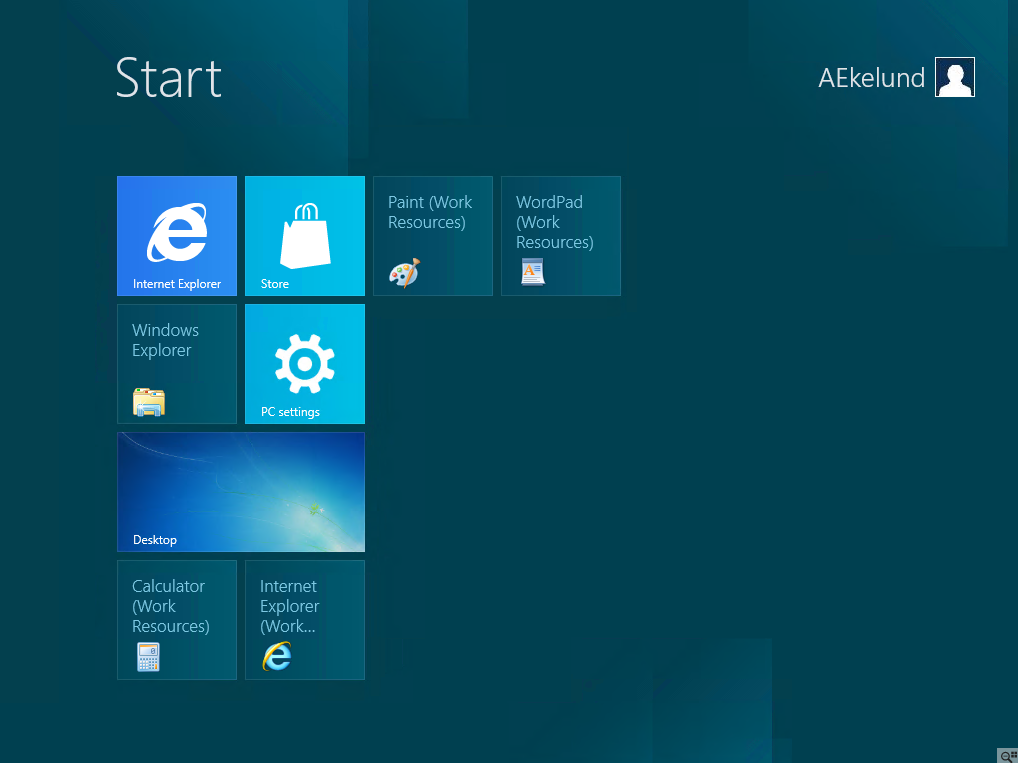 Start
AEkelund
Internet Explorer
Store
Paint (Work
Resources)
WordPad
(Work
Resources)
Windows
Explorer
PC settings
Desktop
Calculator
(Work
Resources)
Internet
Explorer
(Work...